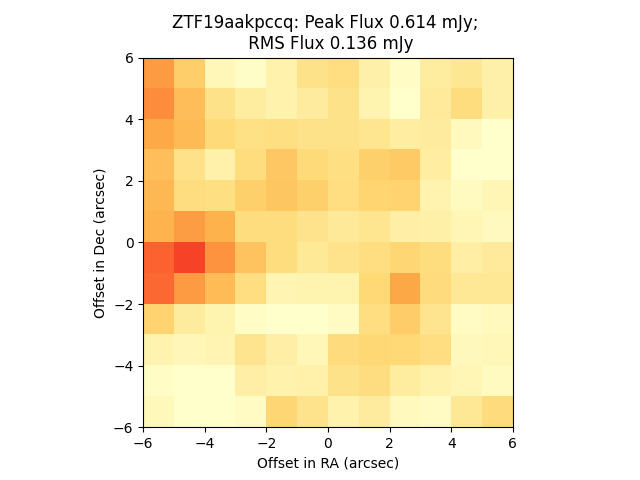 ZTF19aakpccq: Peak Flux 0.614 mJy;
RMS Flux 0.136 mJy
6
4
2
0
−2
−4
−6
Offset in Dec (arcsec)
−6 −4 −2 0 2 4 6
Offset in RA (arcsec)